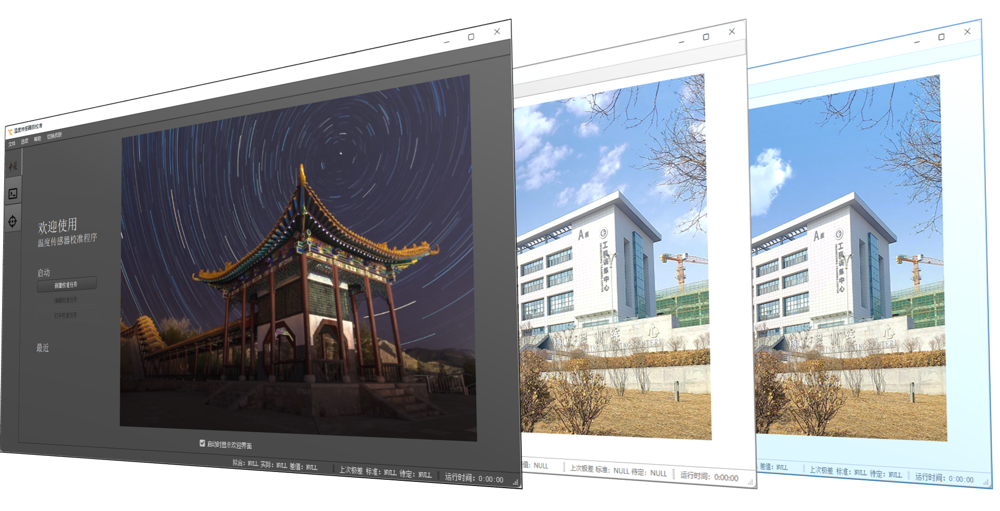 ℃ 温度传感器自校准
文件 选项 帮助 切换皮肤
中北
欢迎使用
温度传感器校准程序
启动
新建校准任务
编辑校准任务
打开校准任务
最近
启动时显示欢迎界面
拟合: NULL 实际: NULL 差值: NULL 上次极差 标准: NULL 待定: NULL 运行时间: 0:00:00
A座
工程训练中心
ENGINEERING TRAINING CENTER
程训练 心
TRAINING CENTER
值: NULL 上次极差 标准: NULL 待定: NULL 运行时间: 0:00:00
A座
工程训练中心
ENGINEERING TRAINING CENTER
程训练 心
TRAINING CENTER
差值: NULL 上次极差 标准: NULL 待定: NULL 运行时间: 0:00:00